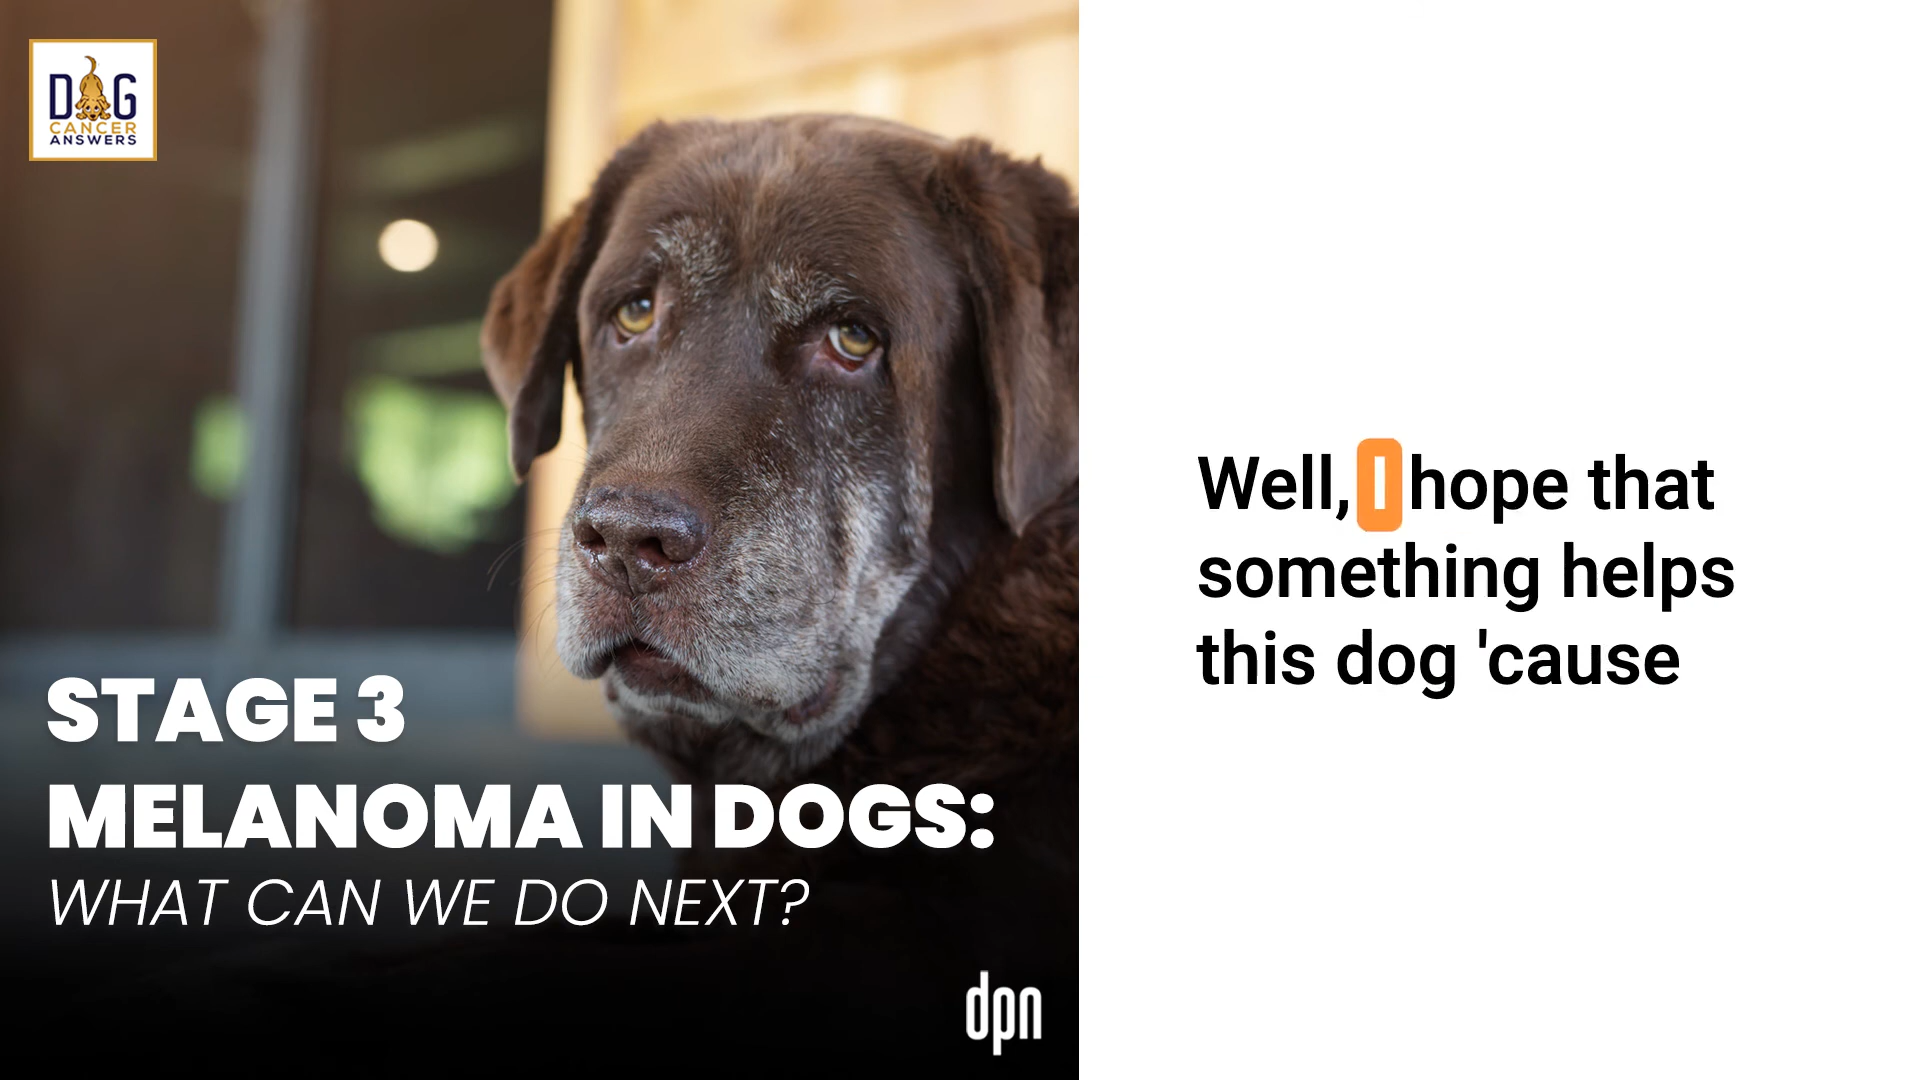 DOG
CANCER
ANSWERS
STAGE 3
MELANOMA IN DOGS:
WHAT CAN WE DO NEXT?
dpn
Well, I hope that
something helps
this dog 'cause